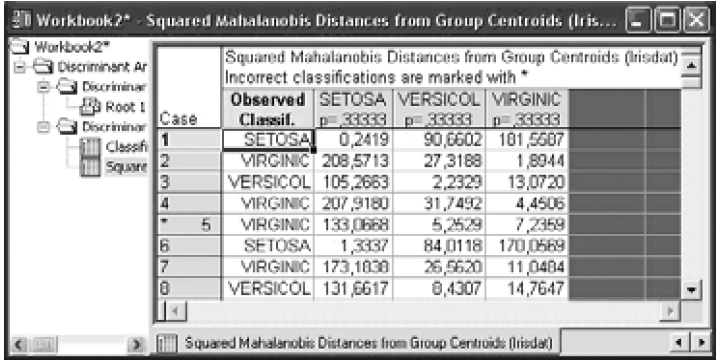 Workbook2* - Squared Mahalanobis Distances from Group Centroids (Iris...
Workbook2*
Discriminant Ar
Discriminar
Root 1
Discriminar
Classifi
Square
Squared Mahalanobis Distances from Group Centroids (Irisdat)
Incorrect classifications are marked with *
Case Observed Classif. SETOSA p=,33333 VERSICOL p=,33333 VIRGINIC p=,33333
1 SETOSA 0,2419 90,6602 181,5587
2 VIRGINIC 208,5713 27,3188 1,8944
3 VERSICOL 105,2663 2,2329 13,0720
4 VIRGINIC 207,9180 31,7492 4,4506
* 5 VIRGINIC 133,0668 5,2529 7,2359
6 SETOSA 1,3337 84,0118 170,0569
7 VIRGINIC 173,1838 26,5620 11,0484
8 VERSICOL 131,6617 8,4307 14,7647
Squared Mahalanobis Distances from Group Centroids (Irisdat)